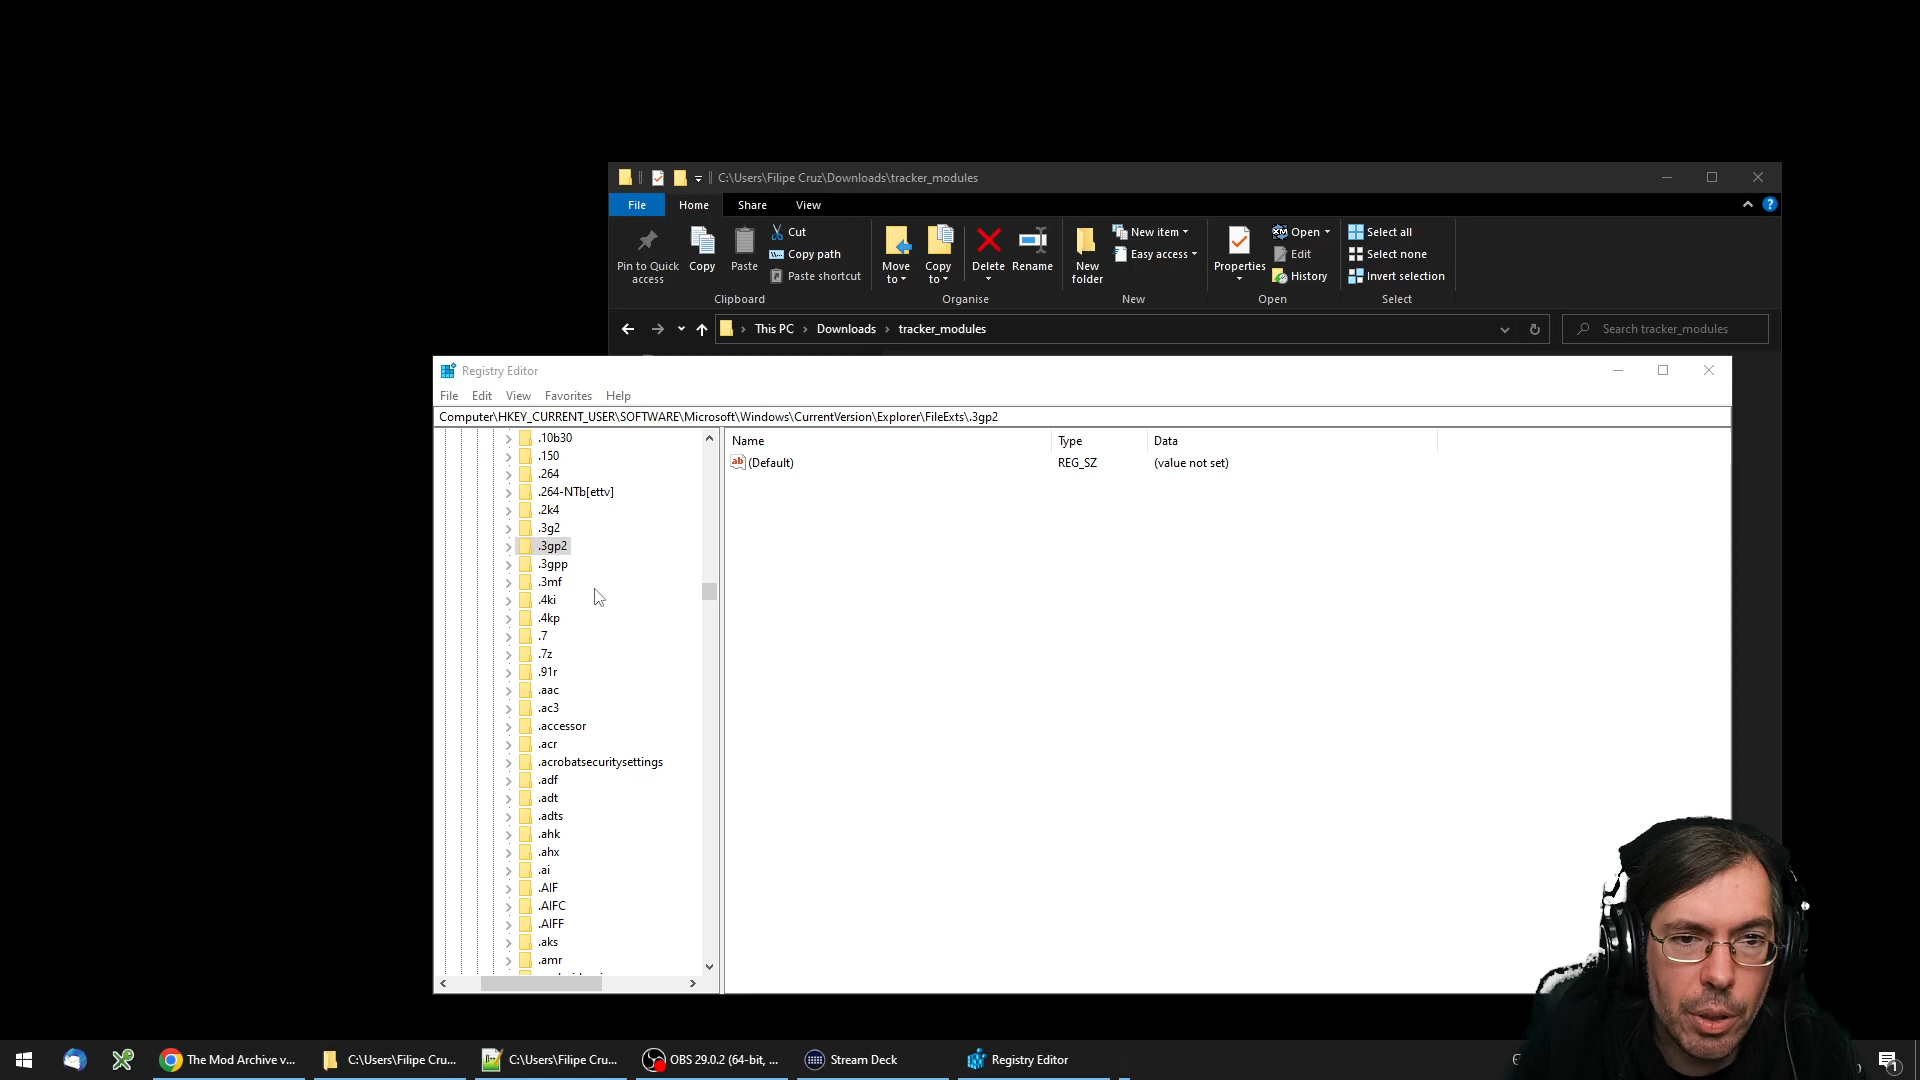 C:\Users\Filipe Cruz\Downloads\tracker_modules
File Home Share View
Pin to Quick access
Copy
Paste
Cut
Copy path
Paste shortcut
Clipboard
Move to
Copy to
Delete
Rename
Organise
New folder
New item
Easy access
New
Properties
Open
Edit
History
Open
Select all
Select none
Invert selection
Select
This PC > Downloads > tracker_modules
Search tracker_modules
Registry Editor
File Edit View Favorites Help
Computer\HKEY_CURRENT_USER\SOFTWARE\Microsoft\Windows\CurrentVersion\Explorer\FileExts\.3gp2
Name Type Data
ab (Default) REG_SZ (value not set)
.10b30
.150
.264
.264-NTb[ettv]
.2k4
.3g2
.3gp2
.3gpp
.3mf
.4ki
.4kp
.7
.7z
.91r
.aac
.ac3
.accessor
.acr
.acrobatsecuritysettings
.adf
.adt
.adts
.ahk
.ahx
.ai
.AIF
.AIFC
.AIFF
.aks
.amr
The Mod Archive v...
C:\Users\Filipe Cru...
C:\Users\Filipe Cru...
OBS 29.0.2 (64-bit, ...
Stream Deck
Registry Editor
1